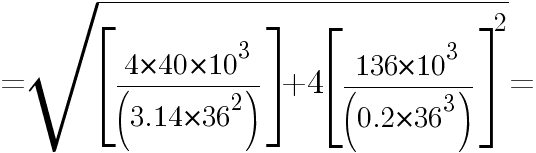 = √[4×40×10³/(3.14×36²)]+4[136×10³/(0.2×36³)]² =